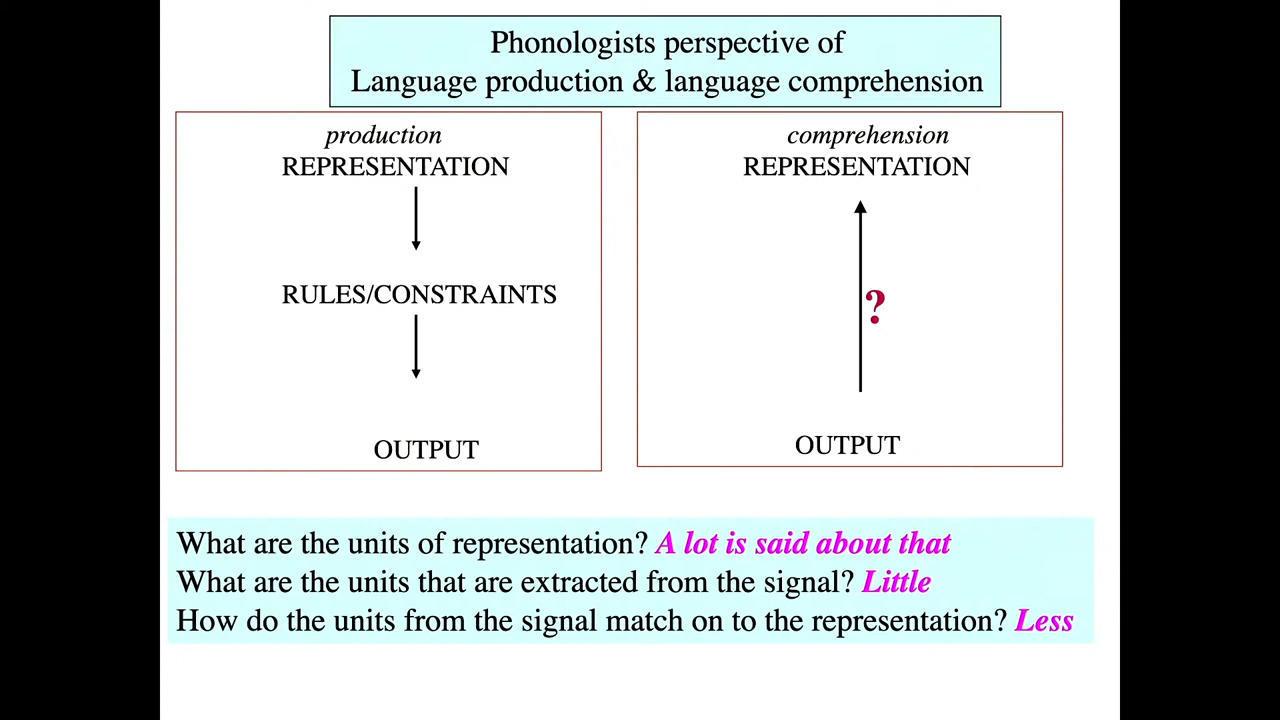 Phonologists perspective of
Language production & language comprehension
production
REPRESENTATION
RULES/CONSTRAINTS
OUTPUT
comprehension
REPRESENTATION
?
OUTPUT
What are the units of representation? A lot is said about that
What are the units that are extracted from the signal? Little
How do the units from the signal match on to the representation? Less